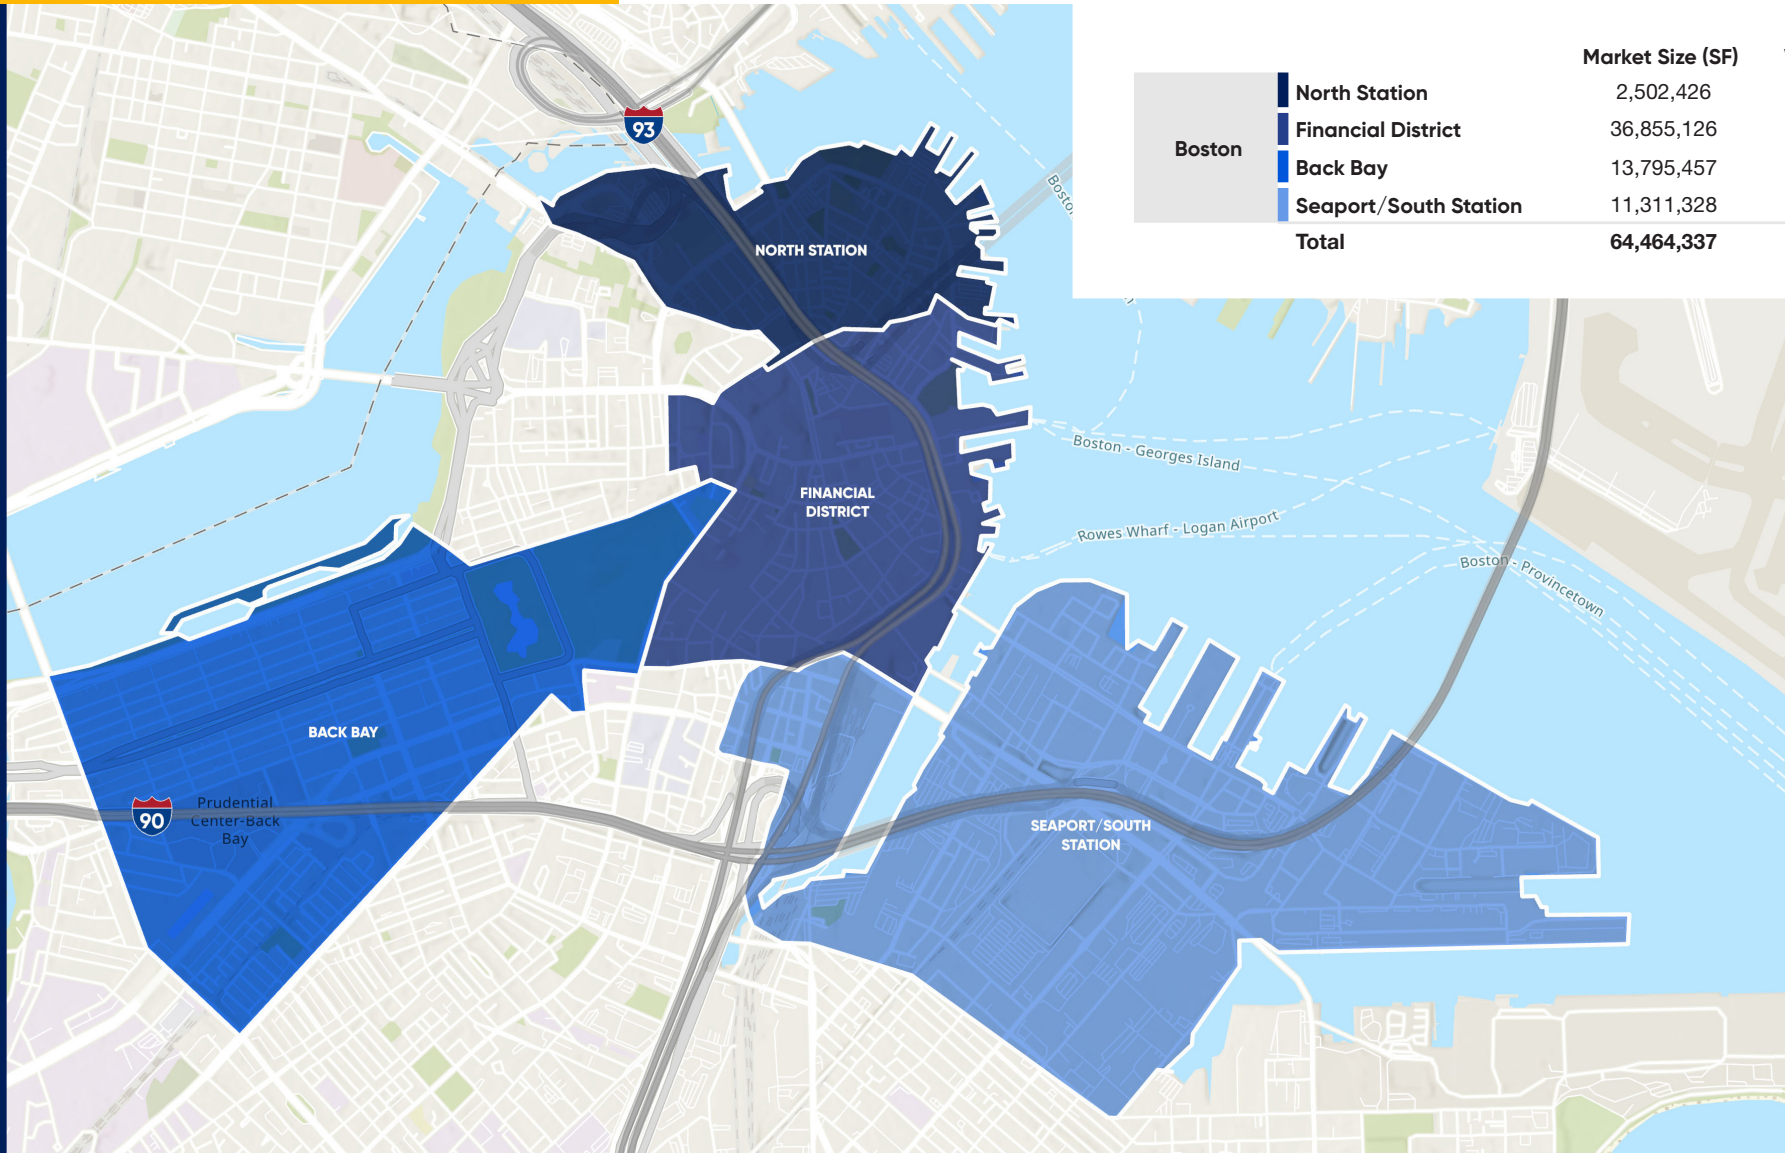 Market Size (SF)
Boston
North Station 2,502,426
Financial District 36,855,126
Back Bay 13,795,457
Seaport/South Station 11,311,328
Total 64,464,337
93
NORTH STATION
Boston
Boston - Georges Island
FINANCIAL
DISTRICT
Rowes Wharf - Logan Airport
Boston - Provincetown
BACK BAY
90
Prudential
Center-Back
Bay
SEAPORT/SOUTH
STATION